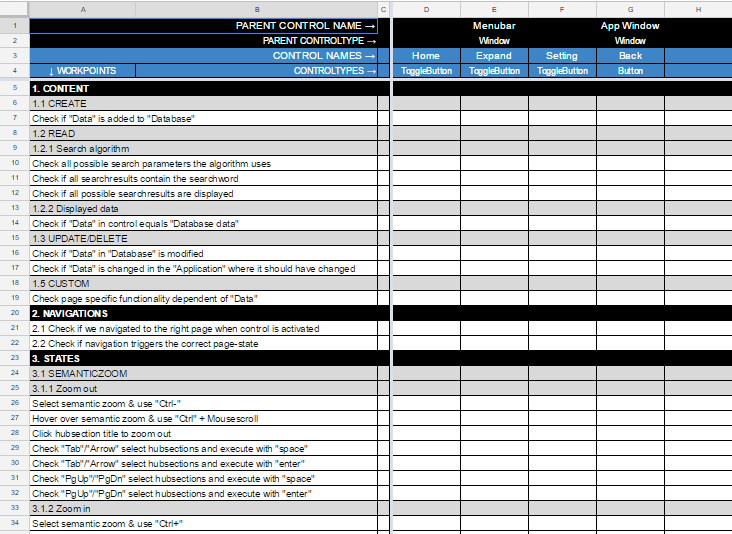 A B C D E F G H
1 PARENT CONTROL NAME → Menubar App Window
2 PARENT CONTROLTYPE → Window Window
3 CONTROL NAMES → Home Expand Setting Back
4 ↓ WORKPOINTS CONTROLTYPES → ToggleButton ToggleButton ToggleButton Button
5 1. CONTENT
6 1.1 CREATE
7 Check if "Data" is added to "Database"
8 1.2 READ
9 1.2.1 Search algorithm
10 Check all possible search parameters the algorithm uses
11 Check if all searchresults contain the searchword
12 Check if all possible searchresults are displayed
13 1.2.2 Displayed data
14 Check if "Data" in control equals "Database data"
15 1.3 UPDATE/DELETE
16 Check if "Data" in "Database" is modified
17 Check if "Data" is changed in the "Application" where it should have changed
18 1.5 CUSTOM
19 Check page specific functionality dependent of "Data"
20 2. NAVIGATIONS
21 2.1 Check if we navigated to the right page when control is activated
22 2.2 Check if navigation triggers the correct page-state
23 3. STATES
24 3.1 SEMANTICZOOM
25 3.1.1 Zoom out
26 Select semantic zoom & use "Ctrl-"
27 Hover over semantic zoom & use "Ctrl" + Mousescroll
28 Click hubsection title to zoom out
29 Check "Tab"/"Arrow" select hubsections and execute with "space"
30 Check "Tab"/"Arrow" select hubsections and execute with "enter"
31 Check "PgUp"/"PgDn" select hubsections and execute with "space"
32 Check "PgUp"/"PgDn" select hubsections and execute with "enter"
33 3.1.2 Zoom in
34 Select semantic zoom & use "Ctrl+"